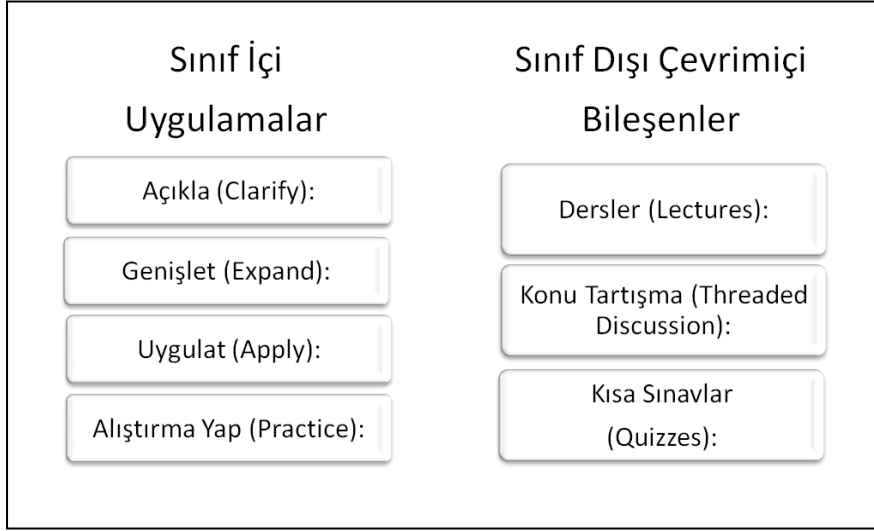 Sınıf İçi
Uygulamalar
Açıkla (Clarify):
Genişlet (Expand):
Uygulat (Apply):
Alıştırma Yap (Practice):
Sınıf Dışı Çevrimiçi
Bileşenler
Dersler (Lectures):
Konu Tartışma (Threaded
Discussion):
Kısa Sınavlar
(Quizzes):